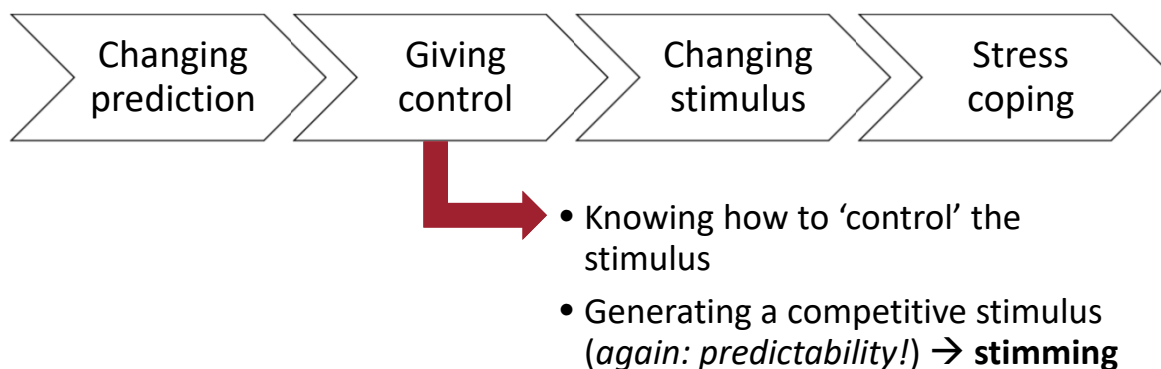 Changing
prediction
Giving
control
Changing
stimulus
Stress
coping
• Knowing how to ‘control’ the
stimulus
• Generating a competitive stimulus
(again: predictability!) → stimming